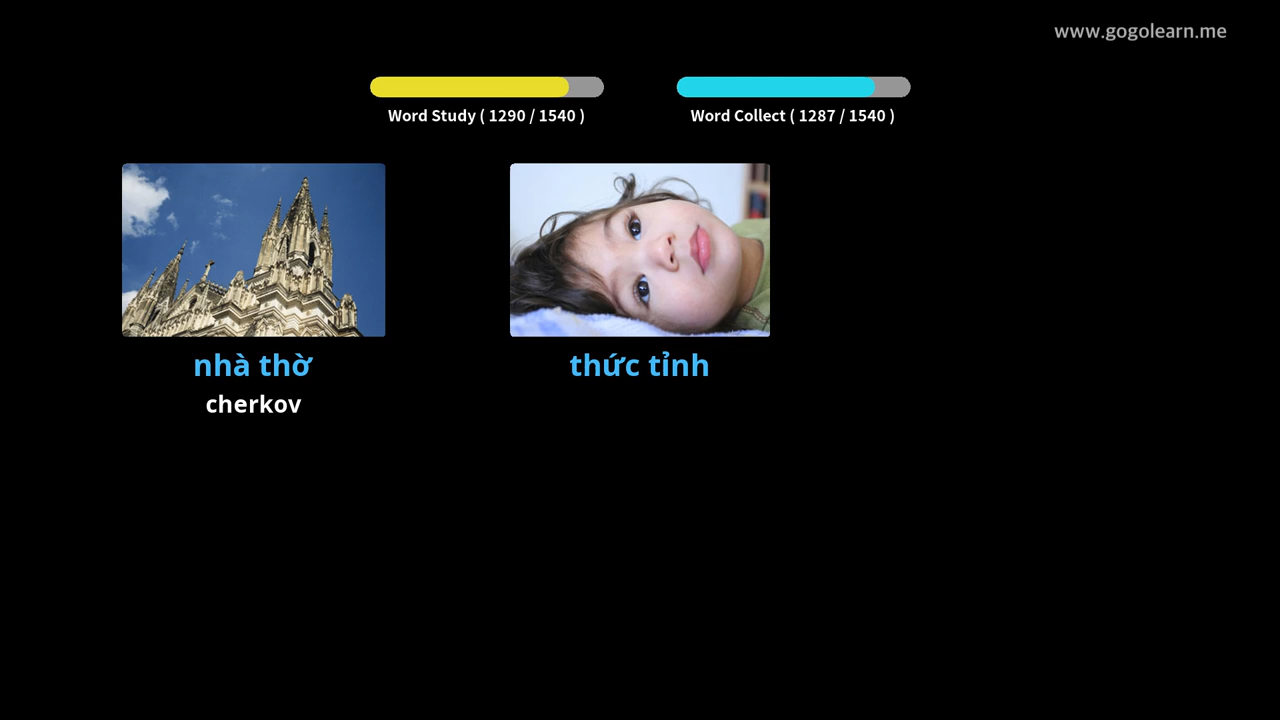 www.gogolearn.me
Word Study ( 1290 / 1540 )
Word Collect ( 1287 / 1540 )
nhà thờ
thức tỉnh
cherkov